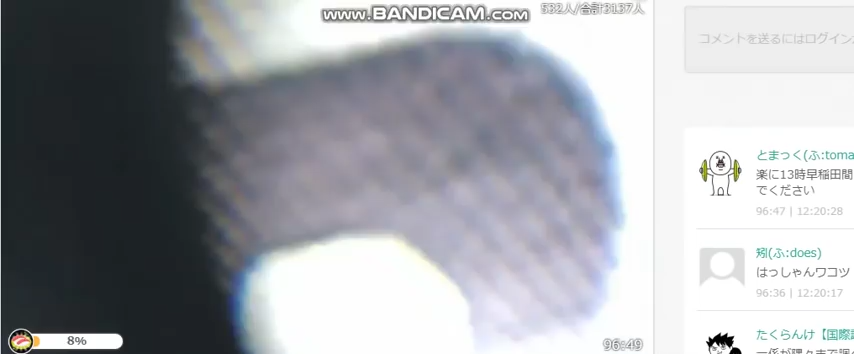 www.BANDICAM.com
532人/合計3137人
コメントを送るにはログイン
とまっく(ふ:toma
楽に13時早稲田間
でください
96:47 | 12:20:28
(ふ:does)
はっしゃんワコツ
96:36 | 12:20:17
たくらんけ【国際
8%
96:49